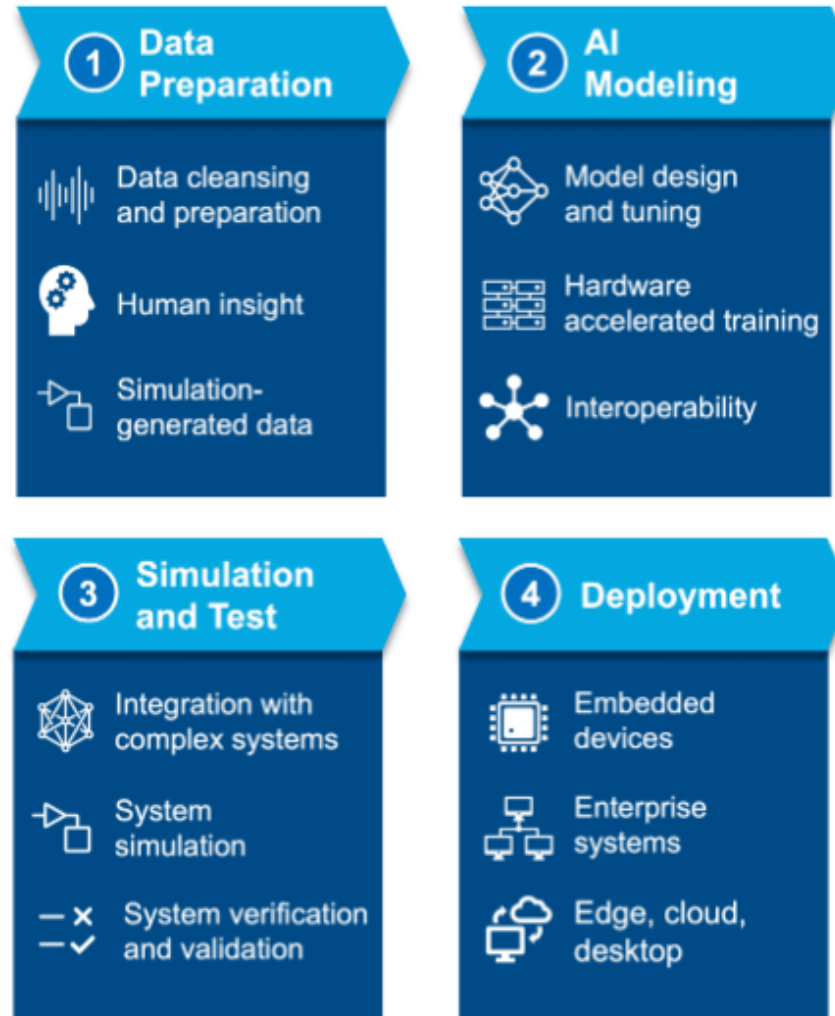 1
Data
Preparation
Data cleansing
and preparation
Human insight
Simulation-
generated data
2
AI
Modeling
Model design
and tuning
Hardware
accelerated training
Interoperability
3
Simulation
and Test
Integration with
complex systems
System
simulation
System verification
and validation
4
Deployment
Embedded
devices
Enterprise
systems
Edge, cloud,
desktop